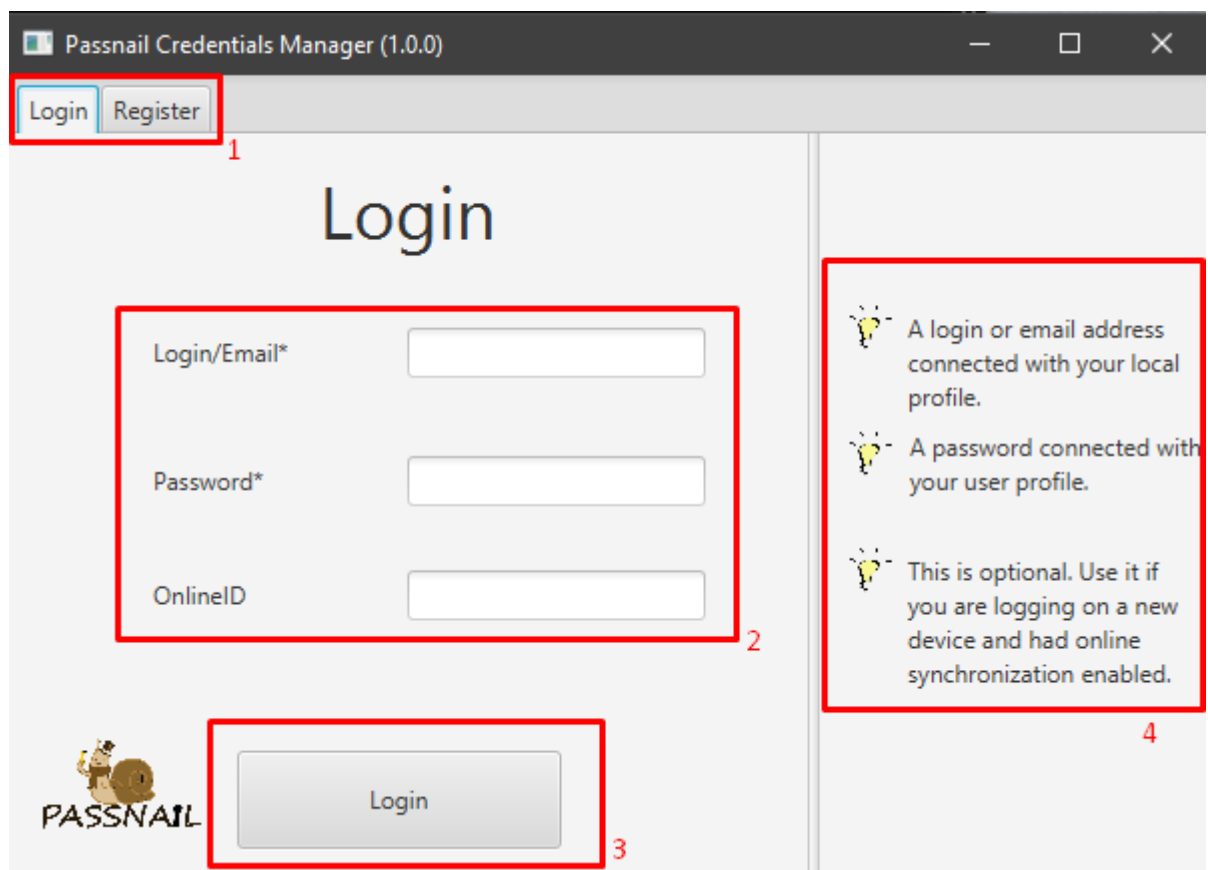 Passnail Credentials Manager (1.0.0)
Login Register
1
Login
Login/Email*
Password*
OnlineID
2
PASSNAIL
Login
3
A login or email address
connected with your local
profile.
A password connected with
your user profile.
This is optional. Use it if
you are logging on a new
device and had online
synchronization enabled.
4